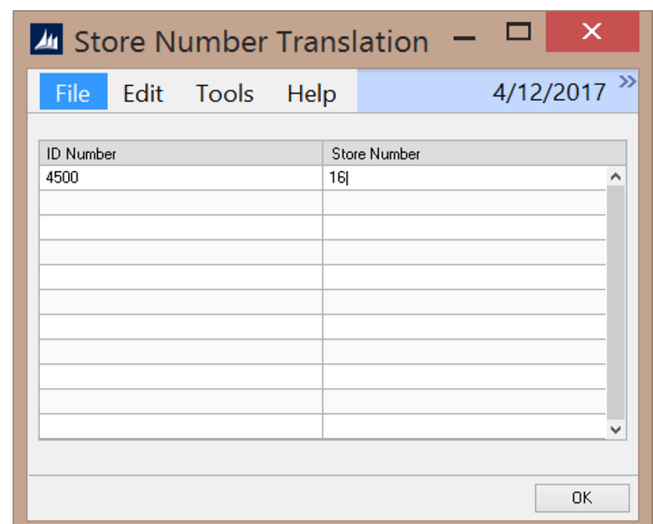 Store Number Translation
File Edit Tools Help 4/12/2017 »
ID Number Store Number
4500 16
OK